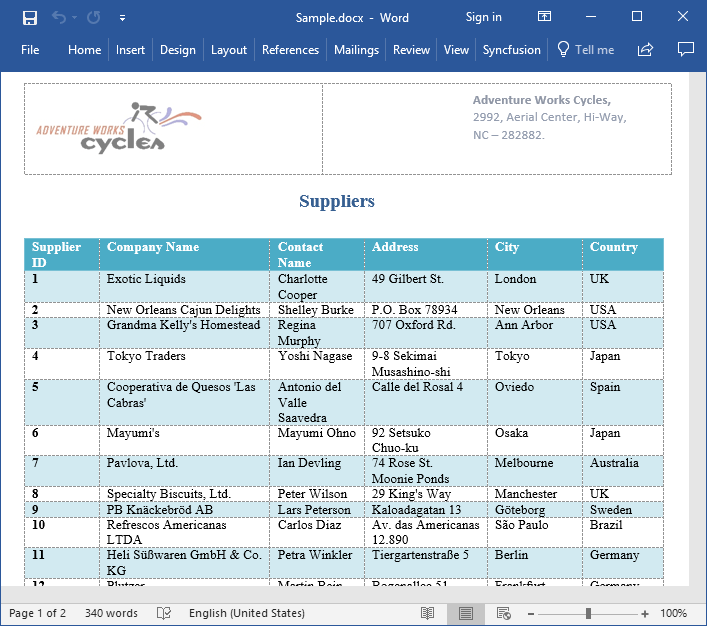 Sample.docx - Word
Sign in
File Home Insert Design Layout References Mailings Review View Syncfusion Tell me
ADVENTURE WORKS
cycles
Adventure Works Cycles,
2992, Aerial Center, Hi-Way,
NC – 282882.
Suppliers
Supplier Company Name Contact Address City Country
ID Name
1 Exotic Liquids Charlotte 49 Gilbert St. London UK
Cooper
2 New Orleans Cajun Delights Shelley Burke P.O. Box 78934 New Orleans USA
3 Grandma Kelly's Homestead Regina 707 Oxford Rd. Ann Arbor USA
Murphy
4 Tokyo Traders Yoshi Nagase 9-8 Sekimai Tokyo Japan
Musashino-shi
5 Cooperativa de Quesos 'Las Antonio del Calle del Rosal 4 Oviedo Spain
Cabras' Valle
Saavedra
6 Mayumi's Mayumi Ohno 92 Setsuko Osaka Japan
Chuo-ku
7 Pavlova, Ltd. Ian Devling 74 Rose St. Melbourne Australia
Moonie Ponds
8 Specialty Biscuits, Ltd. Peter Wilson 29 King's Way Manchester UK
9 PB Knäckebröd AB Lars Peterson Kaloadagatan 13 Göteborg Sweden
10 Refrescos Americanas Carlos Diaz Av. das Americanas São Paulo Brazil
LTDA 12.890
11 Heli Süßwaren GmbH & Co. Petra Winkler Tiergartenstraße 5 Berlin Germany
KG
12 Plutzer Martin Bein Bogenallee 51 Frankfurt Germany
Page 1 of 2 340 words English (United States) 100%